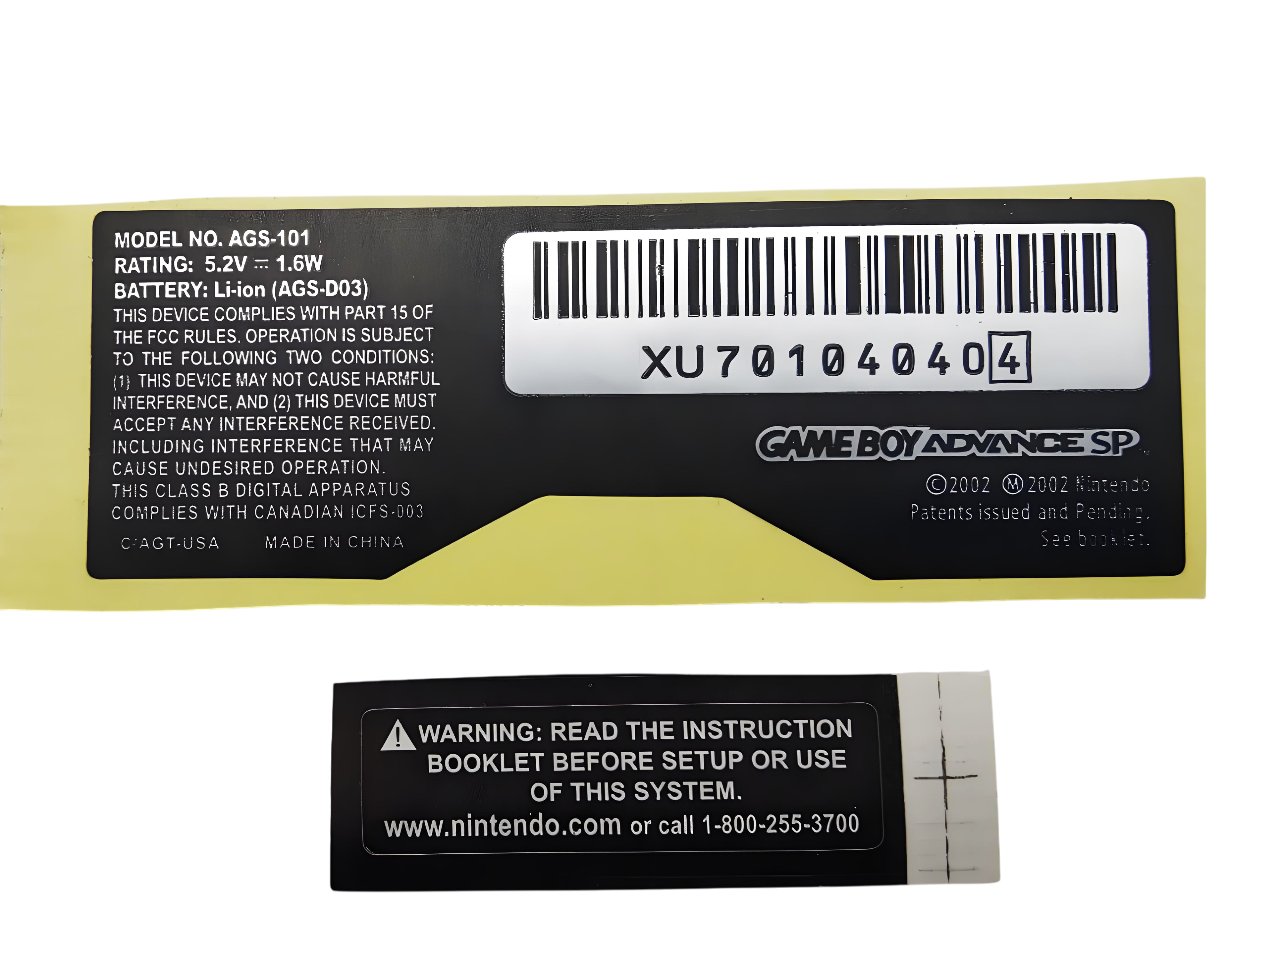 MODEL NO. AGS-101
RATING: 5.2V ⎓ 1.6W
BATTERY: Li-ion (AGS-D03)
THIS DEVICE COMPLIES WITH PART 15 OF
THE FCC RULES. OPERATION IS SUBJECT
TO THE FOLLOWING TWO CONDITIONS:
(1) THIS DEVICE MAY NOT CAUSE HARMFUL
INTERFERENCE, AND (2) THIS DEVICE MUST
ACCEPT ANY INTERFERENCE RECEIVED.
INCLUDING INTERFERENCE THAT MAY
CAUSE UNDESIRED OPERATION.
THIS CLASS B DIGITAL APPARATUS
COMPLIES WITH CANADIAN ICFS-003
C/AGT-USA MADE IN CHINA
XU701040404
GAME BOY ADVANCE SP
©2002 Ⓜ2002 Nintendo
Patents issued and Pending.
See booklet.
WARNING: READ THE INSTRUCTION
BOOKLET BEFORE SETUP OR USE
OF THIS SYSTEM.
www.nintendo.com or call 1-800-255-3700